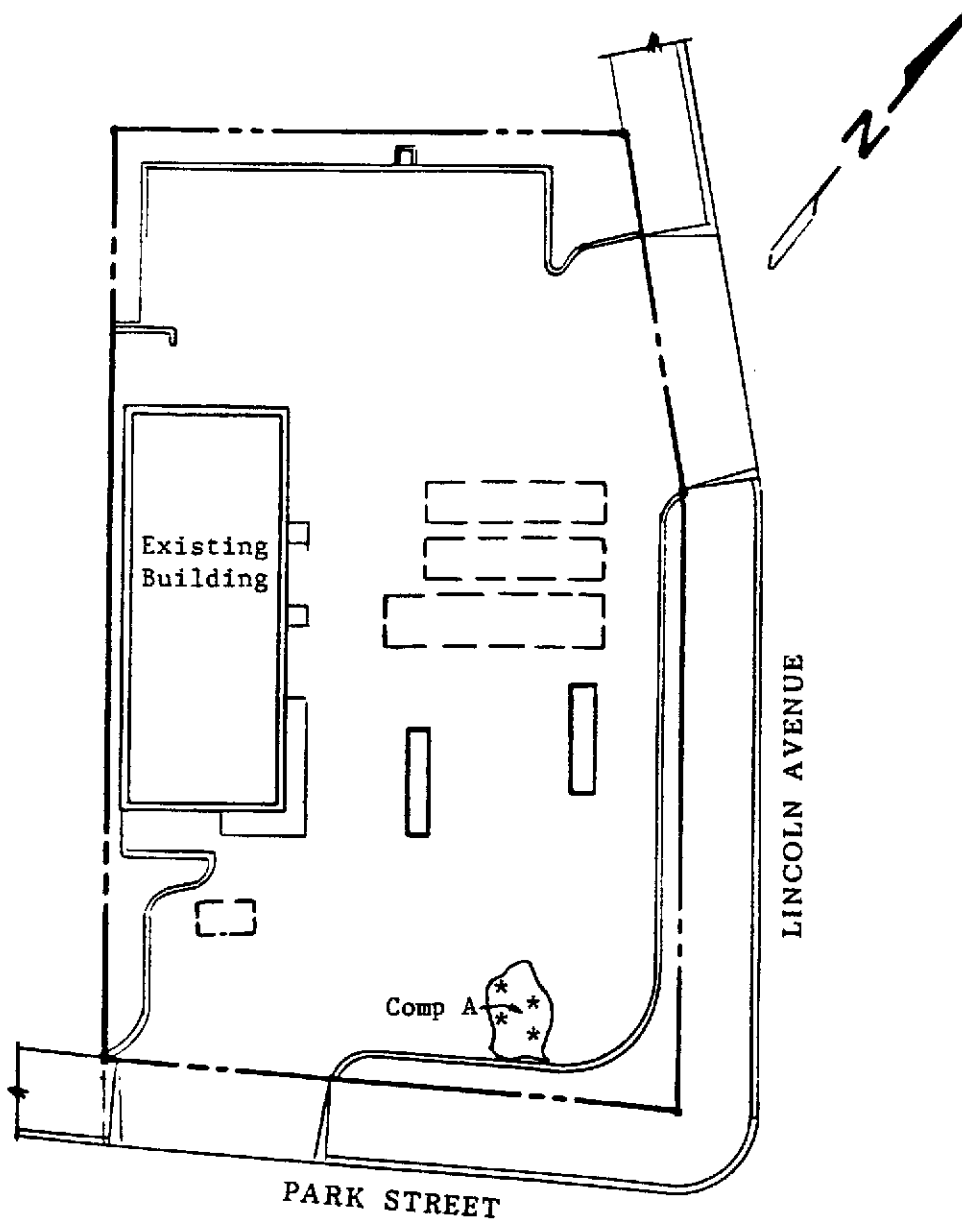 N
Existing
Building
LINCOLN AVENUE
Comp A
* * * *
PARK STREET